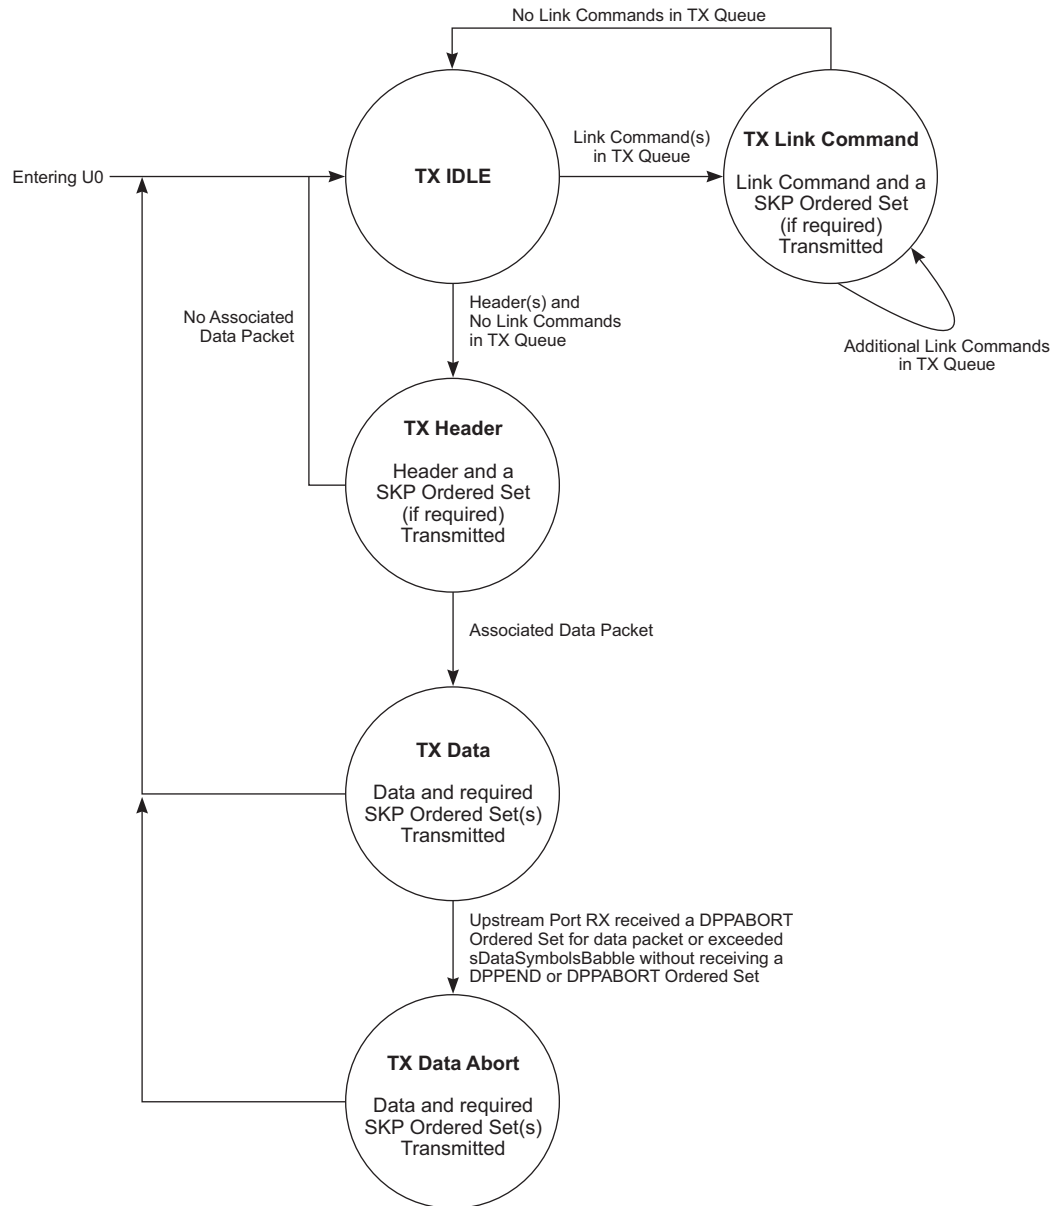 No Link Commands in TX Queue
Entering U0
TX IDLE
Link Command(s)
in TX Queue
TX Link Command
Link Command and a
SKP Ordered Set
(if required)
Transmitted
Additional Link Commands
in TX Queue
No Associated
Data Packet
Header(s) and
No Link Commands
in TX Queue
TX Header
Header and a
SKP Ordered Set
(if required)
Transmitted
Associated Data Packet
TX Data
Data and required
SKP Ordered Set(s)
Transmitted
Upstream Port RX received a DPPABORT
Ordered Set for data packet or exceeded
sDataSymbolsBabble without receiving a
DPPEND or DPPABORT Ordered Set
TX Data Abort
Data and required
SKP Ordered Set(s)
Transmitted